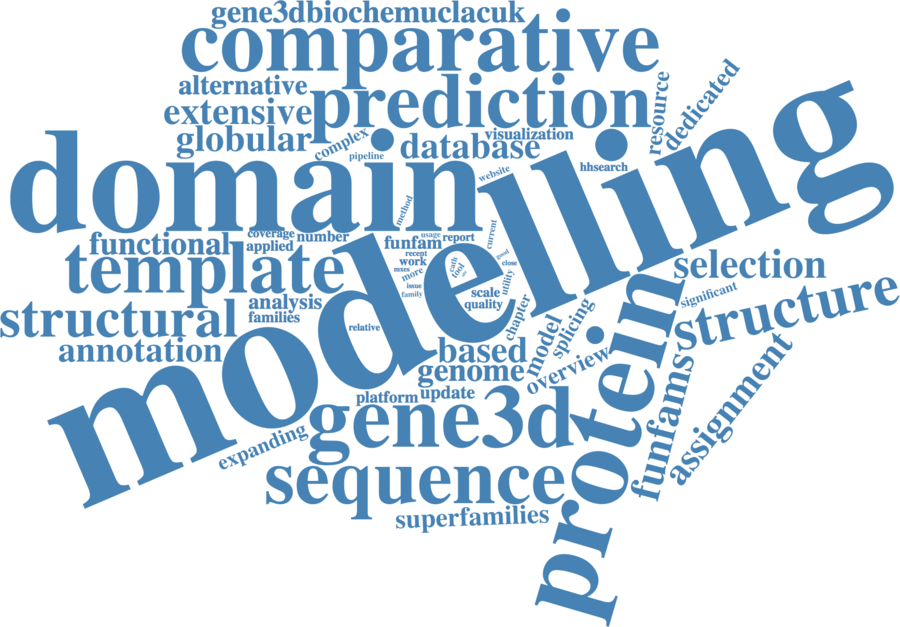 gene3dbiochemuclacuk
comparative
alternative
prediction
resource
dedicated
extensive
globular
complex
pipeline
database
visualization
hhsearch
website
domain
modelling
method
current
coverage
number
usage
report
functional
applied
funfam
recent
work
good
close
template
mxes
more
cath
tool
utility
issue
family
scale
quality
selection
significant
structural
analysis
families
relative
chapter
splicing
model
structure
annotation
based
genome
overview
protein
funfams
assignment
platform
update
gene3d
expanding
sequence
superfamilies